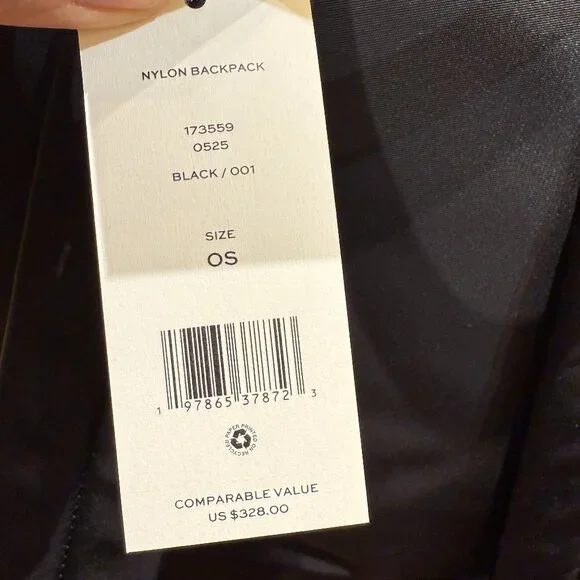 NYLON BACKPACK
173559
0525
BLACK / 001
SIZE
OS
1 97865 37872 3
PAPER PRINTED ON RECYCLED
COMPARABLE VALUE
US $328.00